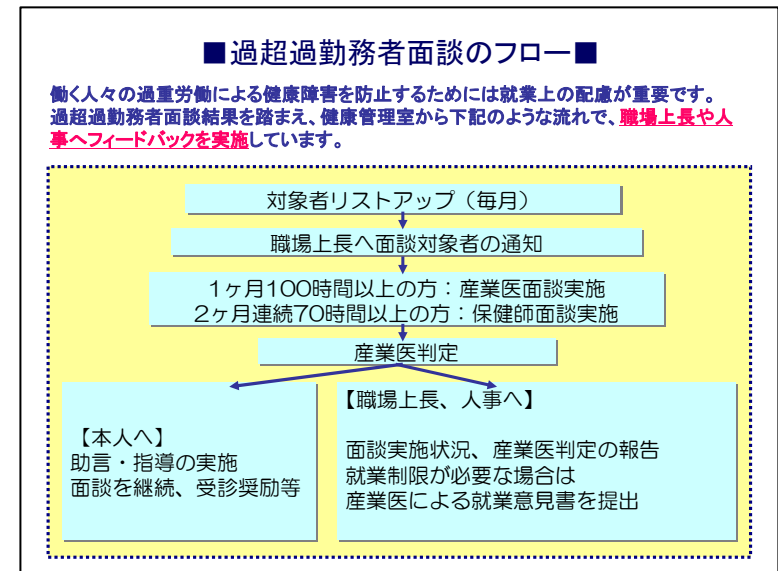 ■過超過勤務者面談のフロー■
働く人々の過重労働による健康障害を防止するためには就業上の配慮が重要です。
過超過勤務者面談結果を踏まえ、健康管理室から下記のような流れで、職場上長や人
事へフィードバックを実施しています。
対象者リストアップ（毎月）
職場上長へ面談対象者の通知
1ヶ月100時間以上の方：産業医面談実施
2ヶ月連続70時間以上の方：保健師面談実施
産業医判定
【本人へ】
助言・指導の実施
面談を継続、受診奨励等
【職場上長、人事へ】
面談実施状況、産業医判定の報告
就業制限が必要な場合は
産業医による就業意見書を提出